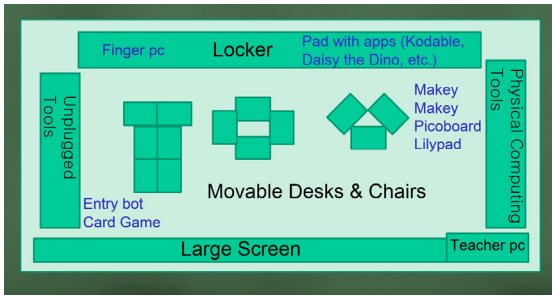 Finger pc
Locker
Pad with apps (Kodable,
Daisy the Dino, etc.)
Unplugged
Tools
Physical Computing
Tools
Makey
Makey
Picoboard
Lilypad
Movable Desks & Chairs
Entry bot
Card Game
Large Screen
Teacher pc